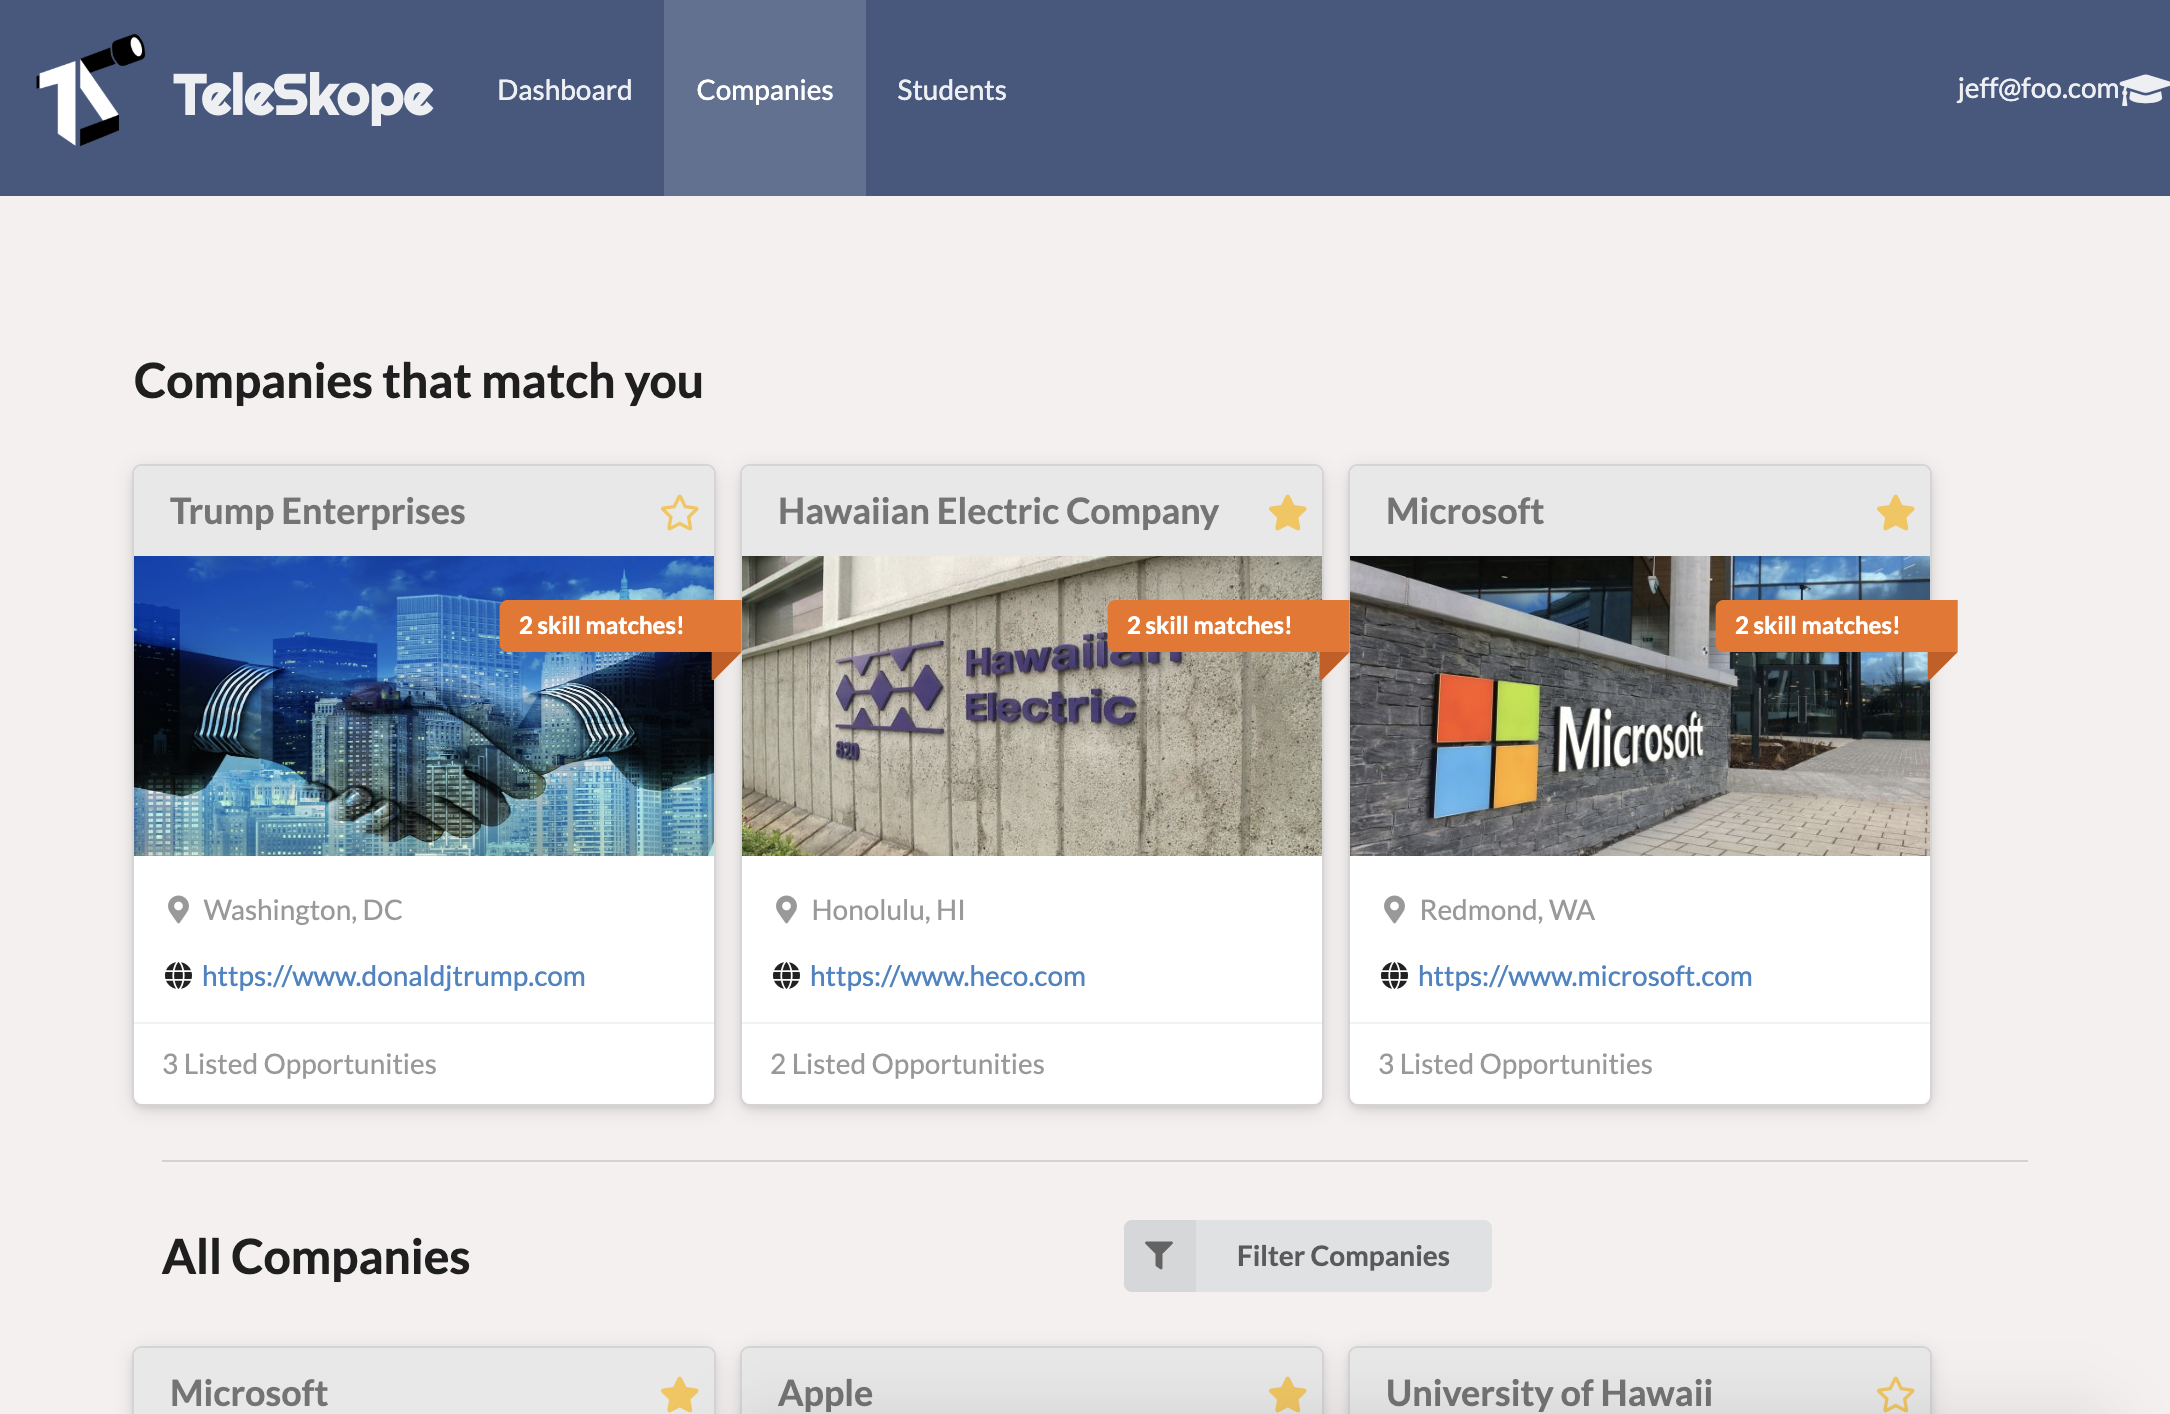 TeleSkope
Dashboard
Companies
Students
jeff@foo.com
Companies that match you
Trump Enterprises
Hawaiian Electric Company
Microsoft
2 skill matches!
2 skill matches!
2 skill matches!
Hawaiian
Electric
820
Microsoft
Washington, DC
Honolulu, HI
Redmond, WA
https://www.donaldjtrump.com
https://www.heco.com
https://www.microsoft.com
3 Listed Opportunities
2 Listed Opportunities
3 Listed Opportunities
All Companies
Filter Companies
Microsoft
Apple
University of Hawaii